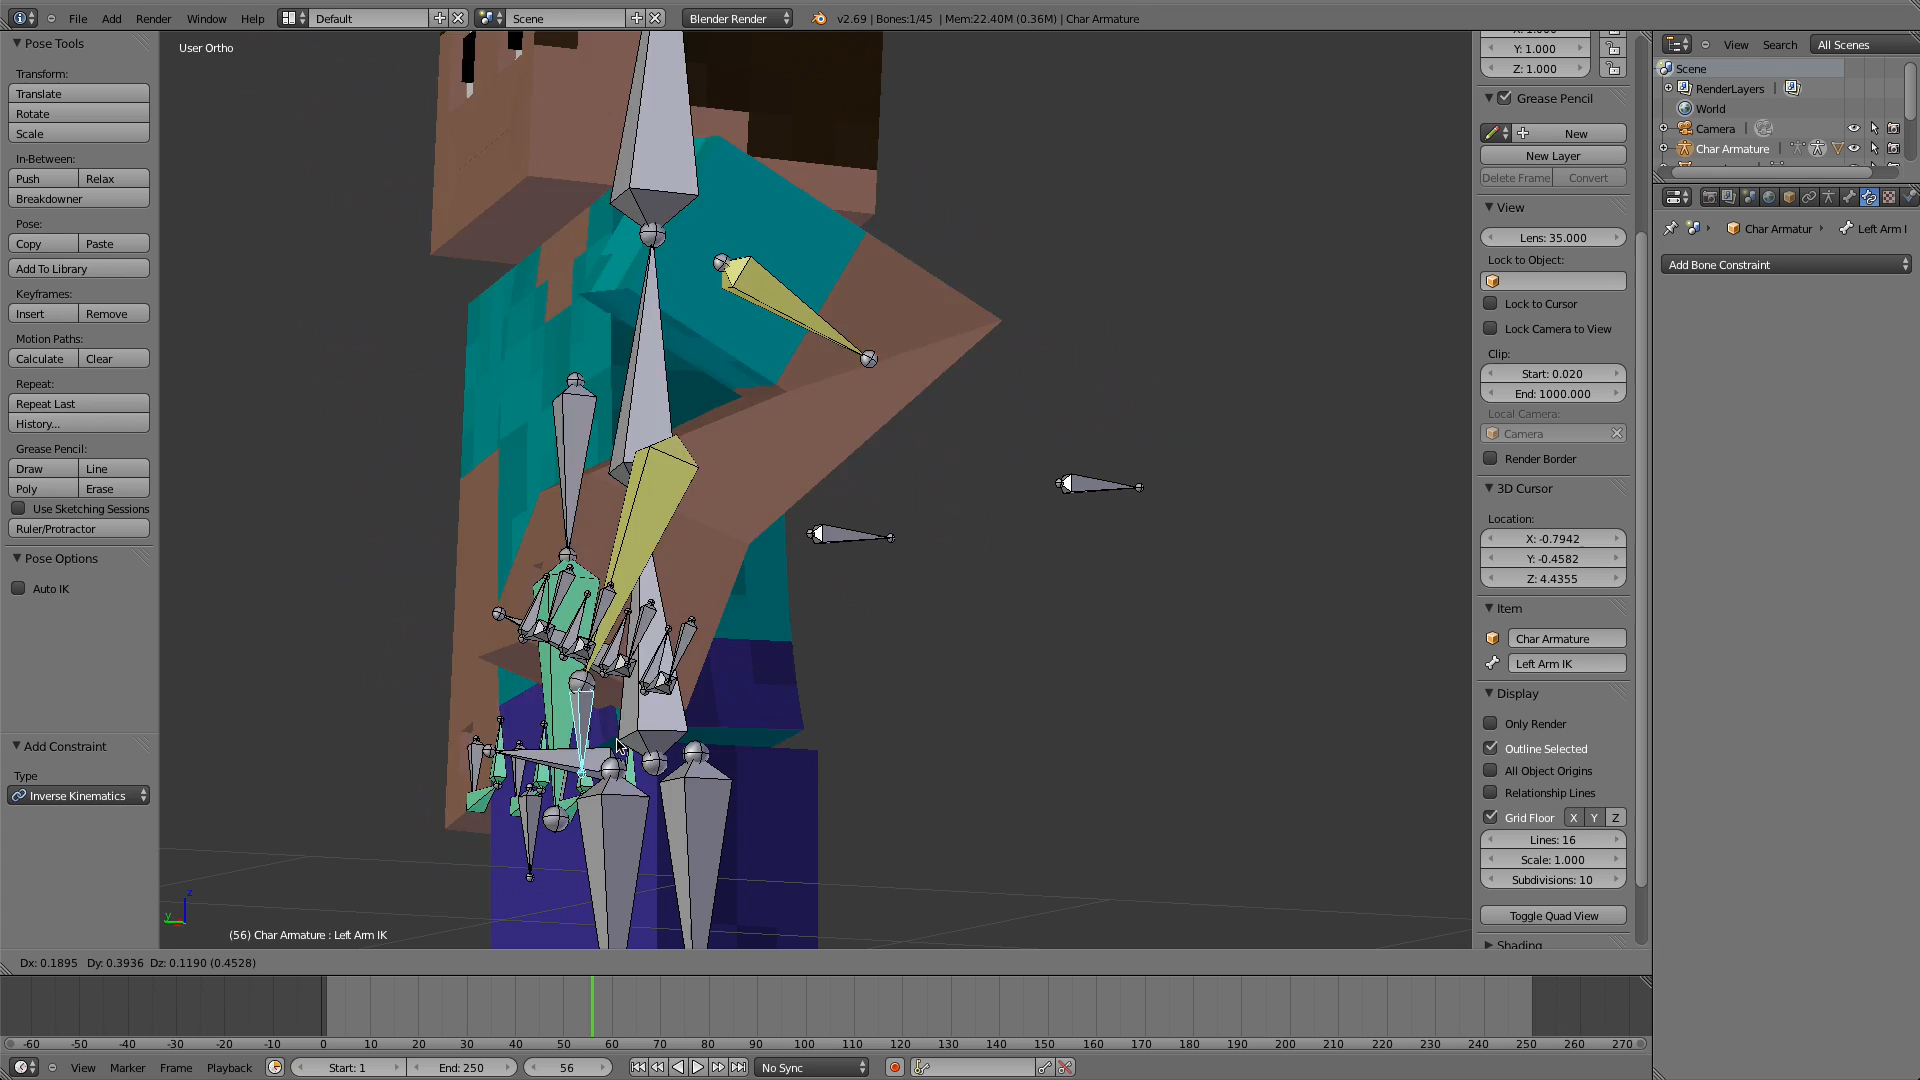 File Add Render Window Help Default Scene Blender Render v2.69 | Bones:1/45 | Mem:22.40M (0.36M) | Char Armature
Pose Tools
Transform:
Translate
Rotate
Scale
In-Between:
Push Relax
Breakdowner
Pose:
Copy Paste
Add To Library
Keyframes:
Insert Remove
Motion Paths:
Calculate Clear
Repeat:
Repeat Last
History...
Grease Pencil:
Draw Line
Poly Erase
Use Sketching Sessions
Ruler/Protractor
Pose Options
Auto IK
Add Constraint
Type
Inverse Kinematics
User Ortho
z
y
(56) Char Armature : Left Arm IK
Y: 1.000
Z: 1.000
Grease Pencil
New
New Layer
Delete Frame Convert
View
Lens: 35.000
Lock to Object:
Lock to Cursor
Lock Camera to View
Clip:
Start: 0.020
End: 1000.000
Local Camera:
Camera
Render Border
3D Cursor
Location:
X: -0.7942
Y: -0.4582
Z: 4.4355
Item
Char Armature
Left Arm IK
Display
Only Render
Outline Selected
All Object Origins
Relationship Lines
Grid Floor X Y Z
Lines: 16
Scale: 1.000
Subdivisions: 10
Toggle Quad View
Shading
View Search All Scenes
Scene
RenderLayers |
World
Camera |
Char Armature |
Char Armatur Left Arm I
Add Bone Constraint
Dx: 0.1895 Dy: 0.3936 Dz: 0.1190 (0.4528)
-60 -50 -40 -30 -20 -10 0 10 20 30 40 50 60 70 80 90 100 110 120 130 140 150 160 170 180 190 200 210 220 230 240 250 260 270
View Marker Frame Playback Start: 1 End: 250 56 No Sync